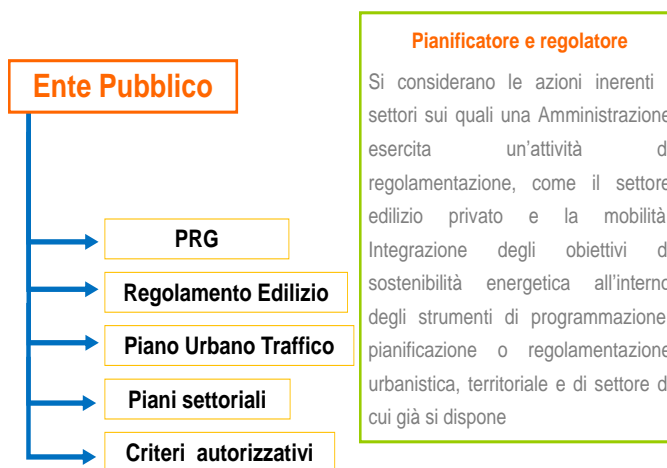 Ente Pubblico
PRG
Regolamento Edilizio
Piano Urbano Traffico
Piani settoriali
Criteri autorizzativi
Pianificatore e regolatore
Si considerano le azioni inerenti
settori sui quali una Amministrazione
esercita un'attività d
regolamentazione, come il settore
edilizio privato e la mobilità
Integrazione degli obiettivi d
sostenibilità energetica all'interno
degli strumenti di programmazione
pianificazione o regolamentazione
urbanistica, territoriale e di settore d
cui già si dispone